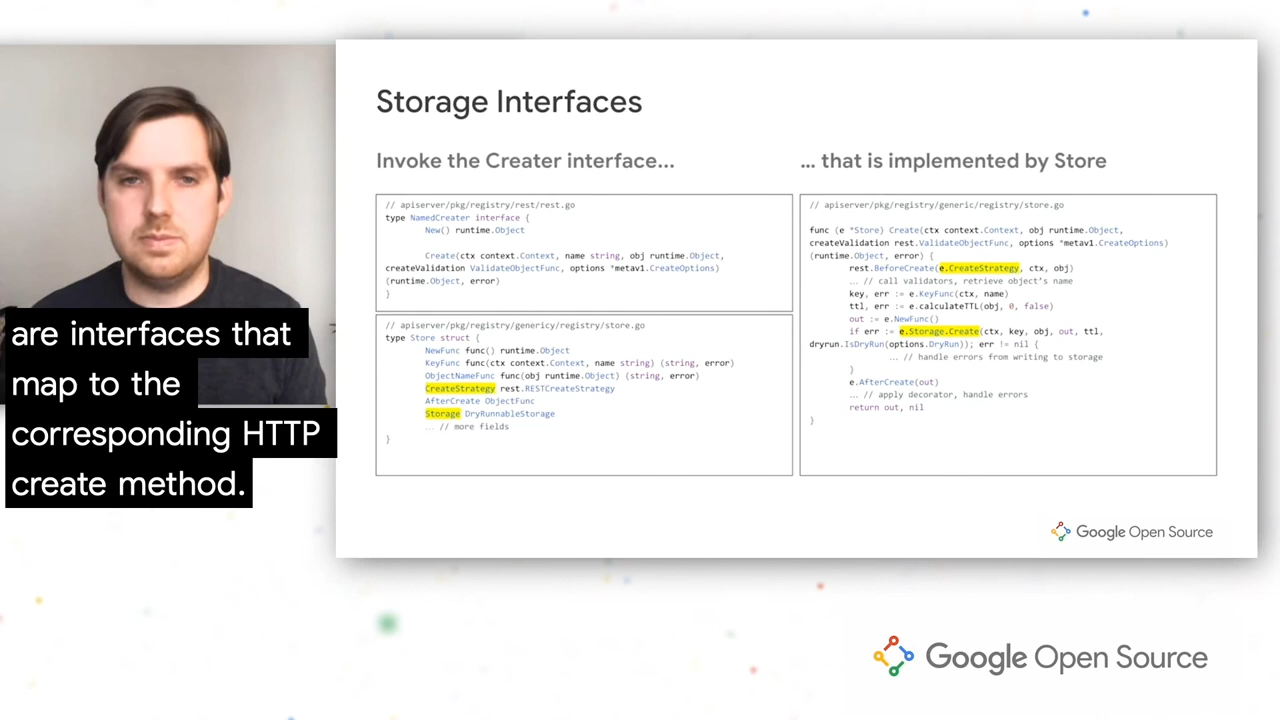 Storage Interfaces
Invoke the Creater interface...
// apiserver/pkg/registry/rest/rest.go
type NamedCreater interface {
New() runtime.Object
Create(ctx context.Context, name string, obj runtime.Object,
createValidation ValidateObjectFunc, options *metav1.CreateOptions)
(runtime.Object, error)
}
// apiserver/pkg/registry/genericy/registry/store.go
type Store struct {
NewFunc func() runtime.Object
KeyFunc func(ctx context.Context, name string) (string, error)
ObjectNameFunc func(obj runtime.Object) (string, error)
CreateStrategy rest.RESTCreateStrategy
AfterCreate ObjectFunc
Storage DryRunnableStorage
... // more fields
}
... that is implemented by Store
// apiserver/pkg/registry/generic/registry/store.go
func (e *Store) Create(ctx context.Context, obj runtime.Object,
createValidation rest.ValidateObjectFunc, options *metav1.CreateOptions)
(runtime.Object, error) {
rest.BeforeCreate(e.CreateStrategy, ctx, obj)
... // call validators, retrieve object's name
key, err := e.KeyFunc(ctx, name)
ttl, err := e.calculateTTL(obj, 0, false)
out := e.NewFunc()
if err := e.Storage.Create(ctx, key, obj, out, ttl,
dryrun.IsDryRun(options.DryRun)); err != nil {
... // handle errors from writing to storage
}
e.AfterCreate(out)
... // apply decorator, handle errors
return out, nil
}
Google Open Source
are interfaces that
map to the
corresponding HTTP
create method.
Google Open Source